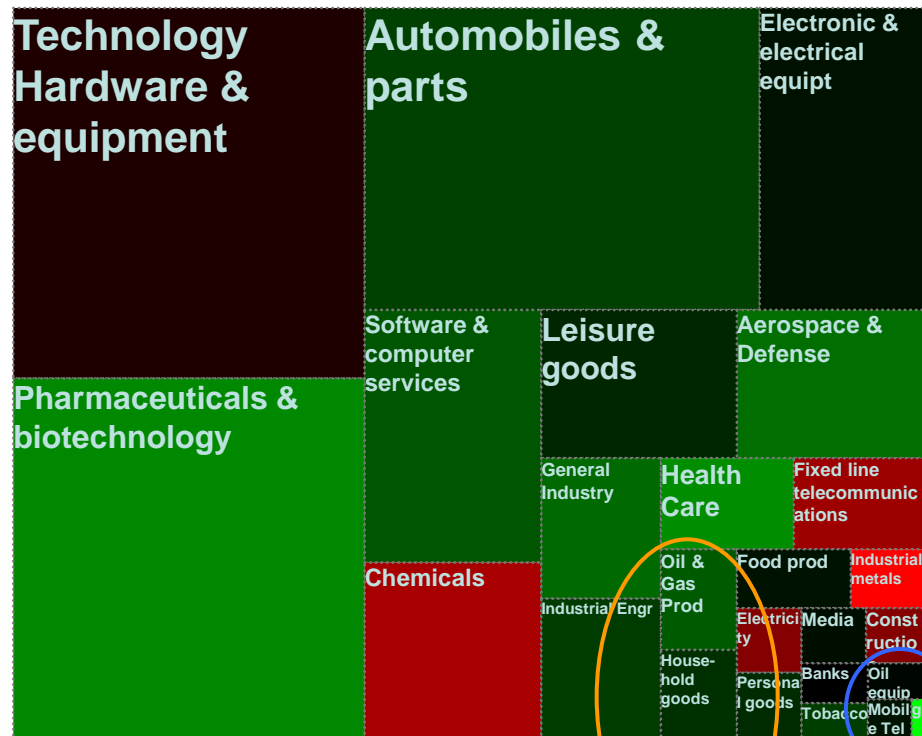 Technology
Hardware &
equipment
Automobiles &
parts
Electronic &
electrical
equipt
Pharmaceuticals &
biotechnology
Software &
computer
services
Leisure
goods
Aerospace &
Defense
General
Industry
Health
Care
Fixed line
telecommunic
ations
Chemicals
Industrial Engr
Oil &
Gas
Prod
Food prod
Industrial
metals
House-
hold
goods
Electrici
ty
Media
Const
ructio
Persona
l goods
Banks
Oil
equip
Tobacco
Mobil
e Tel
g